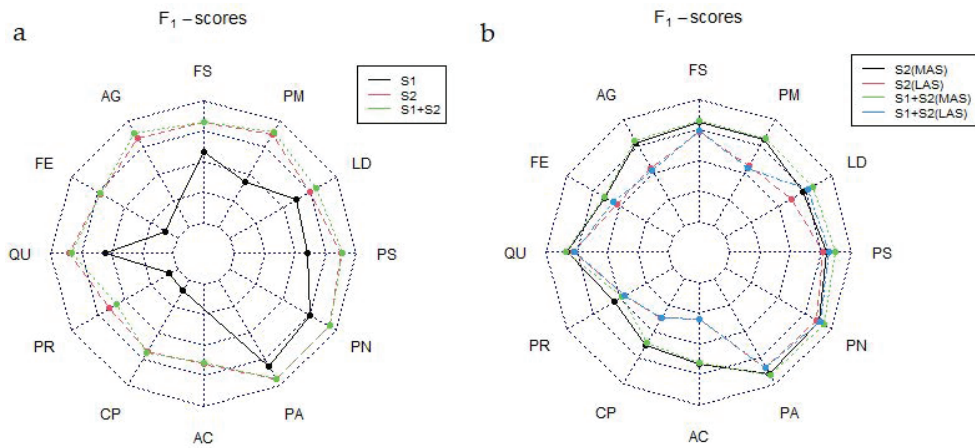 a
F1 – scores
S1
S2
S1+S2
FS
PM
LD
PS
PN
PA
AC
CP
PR
QU
FE
AG
b
F1 – scores
S2(MAS)
S2(LAS)
S1+S2(MAS)
S1+S2(LAS)
FS
PM
LD
PS
PN
PA
AC
CP
PR
QU
FE
AG